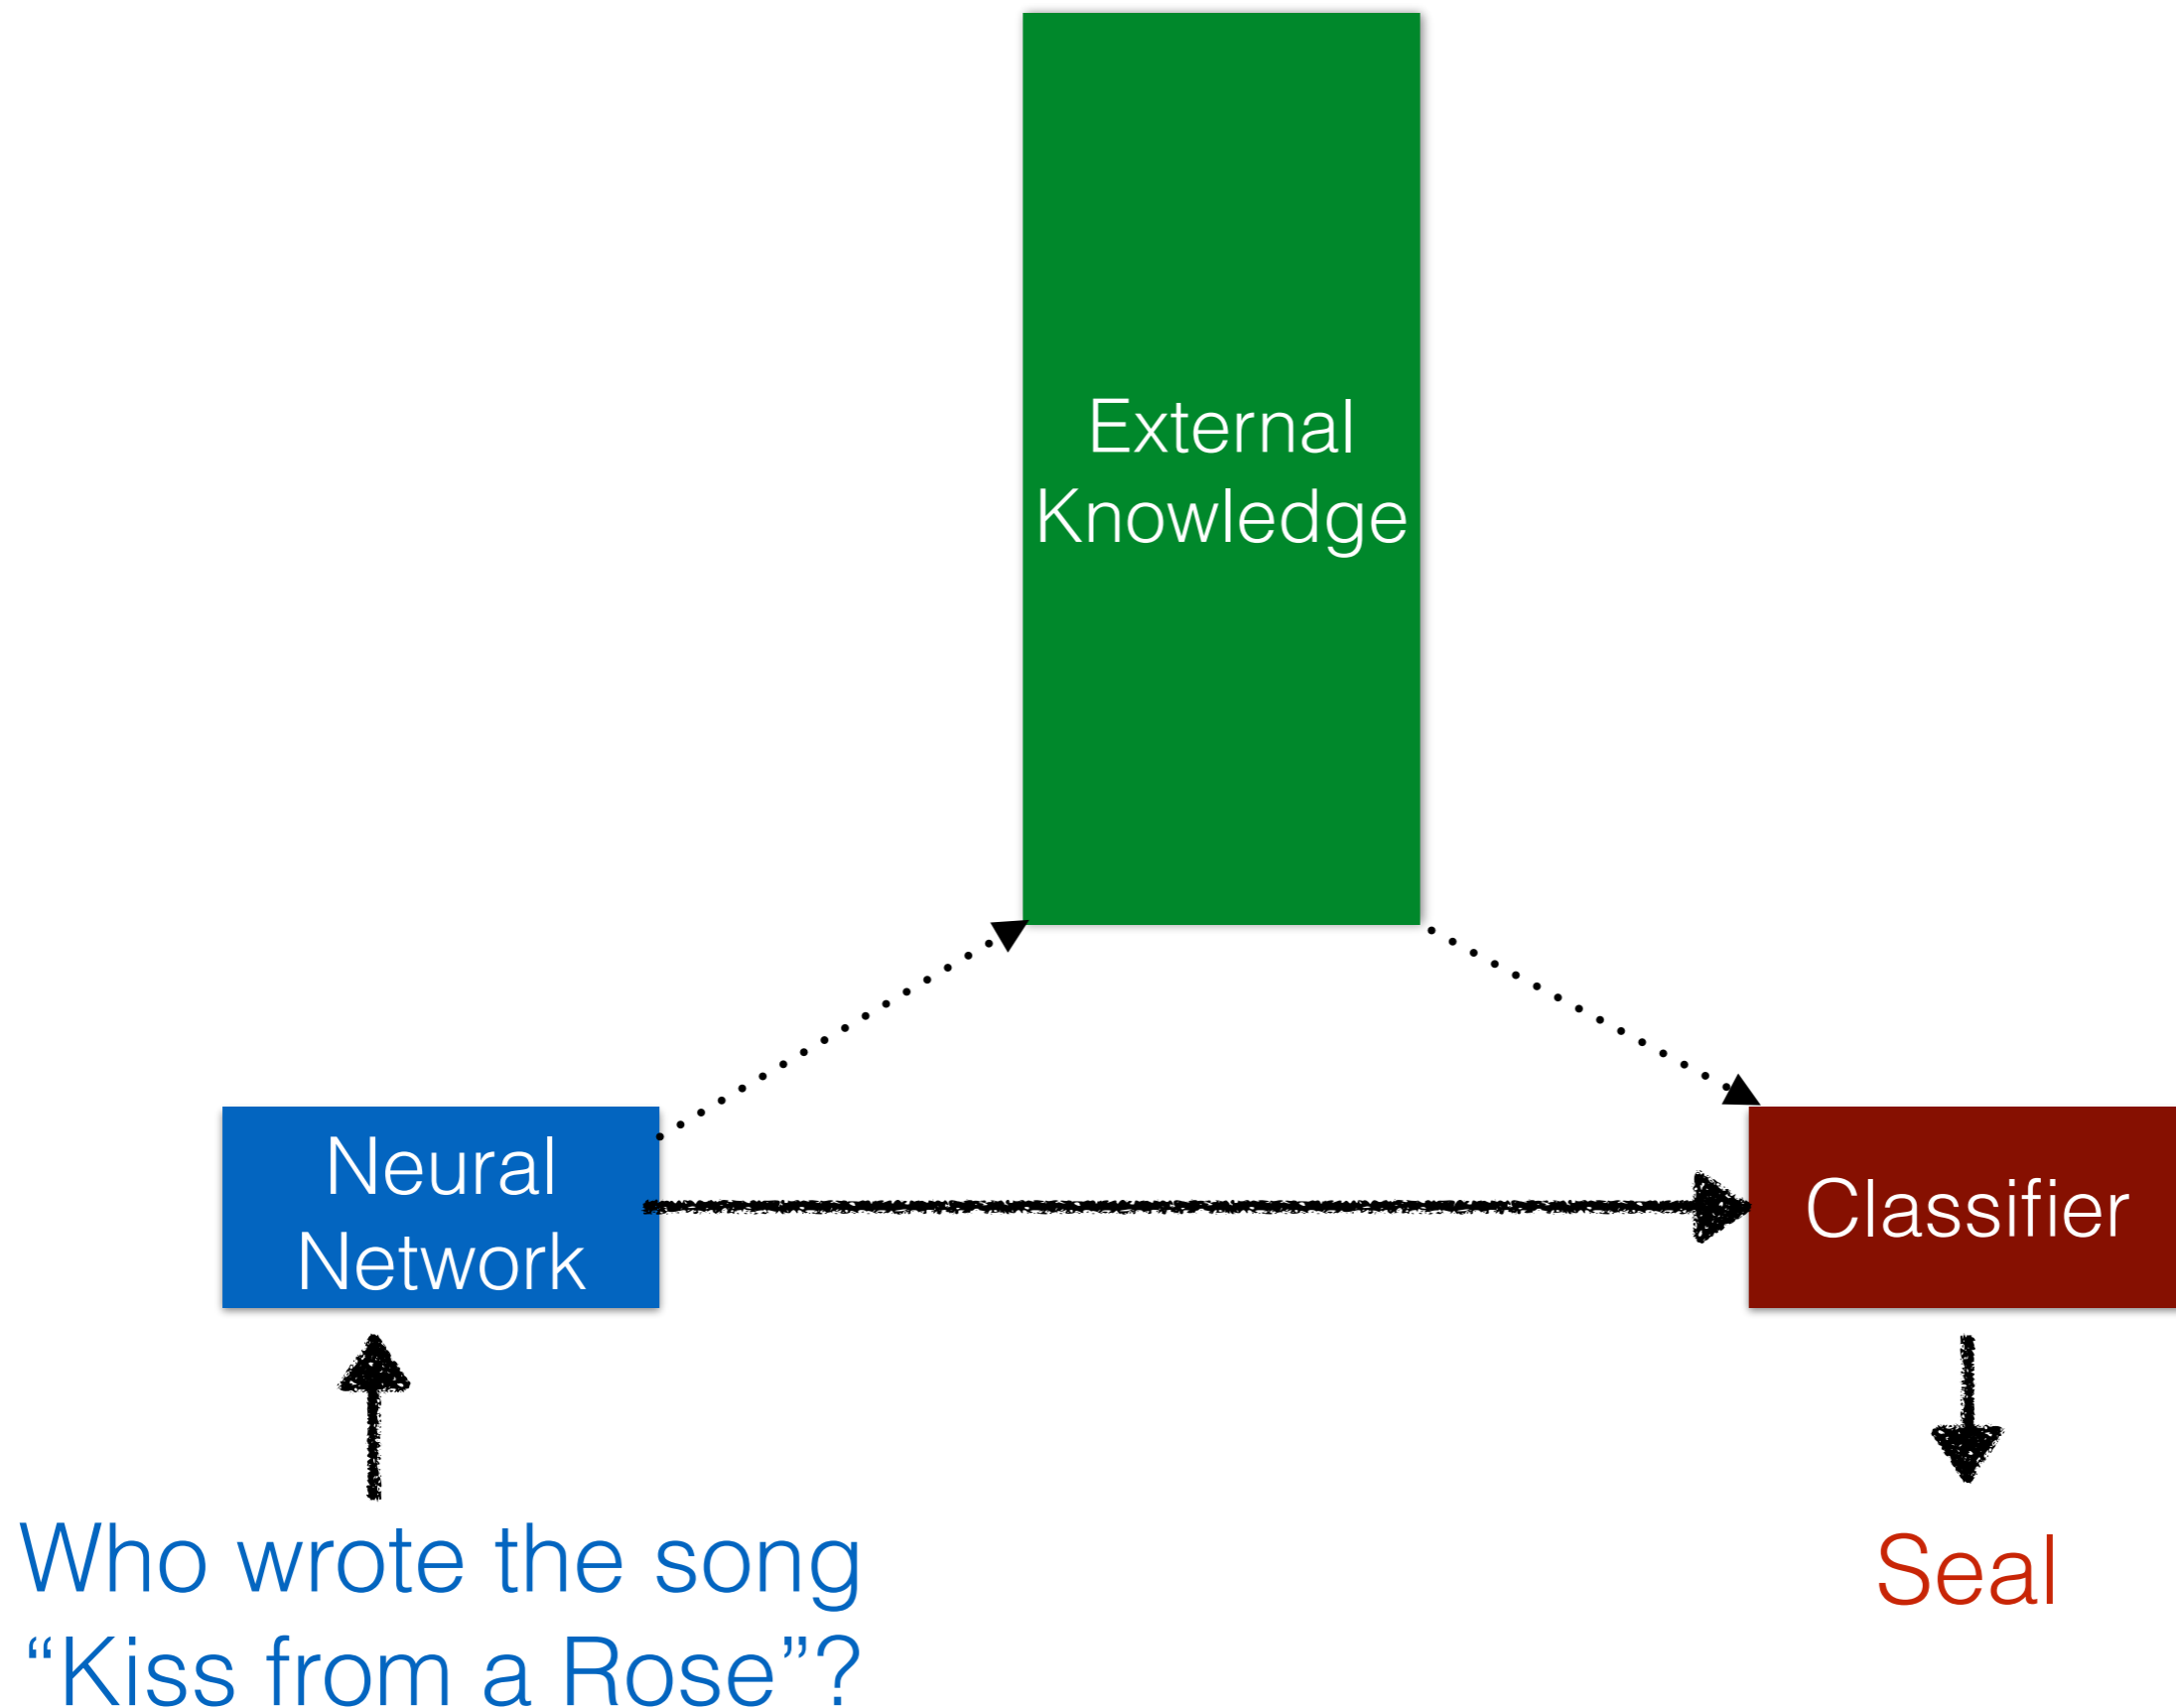 External
Knowledge
Neural
Network
Classifier
Who wrote the song
“Kiss from a Rose”?
Seal